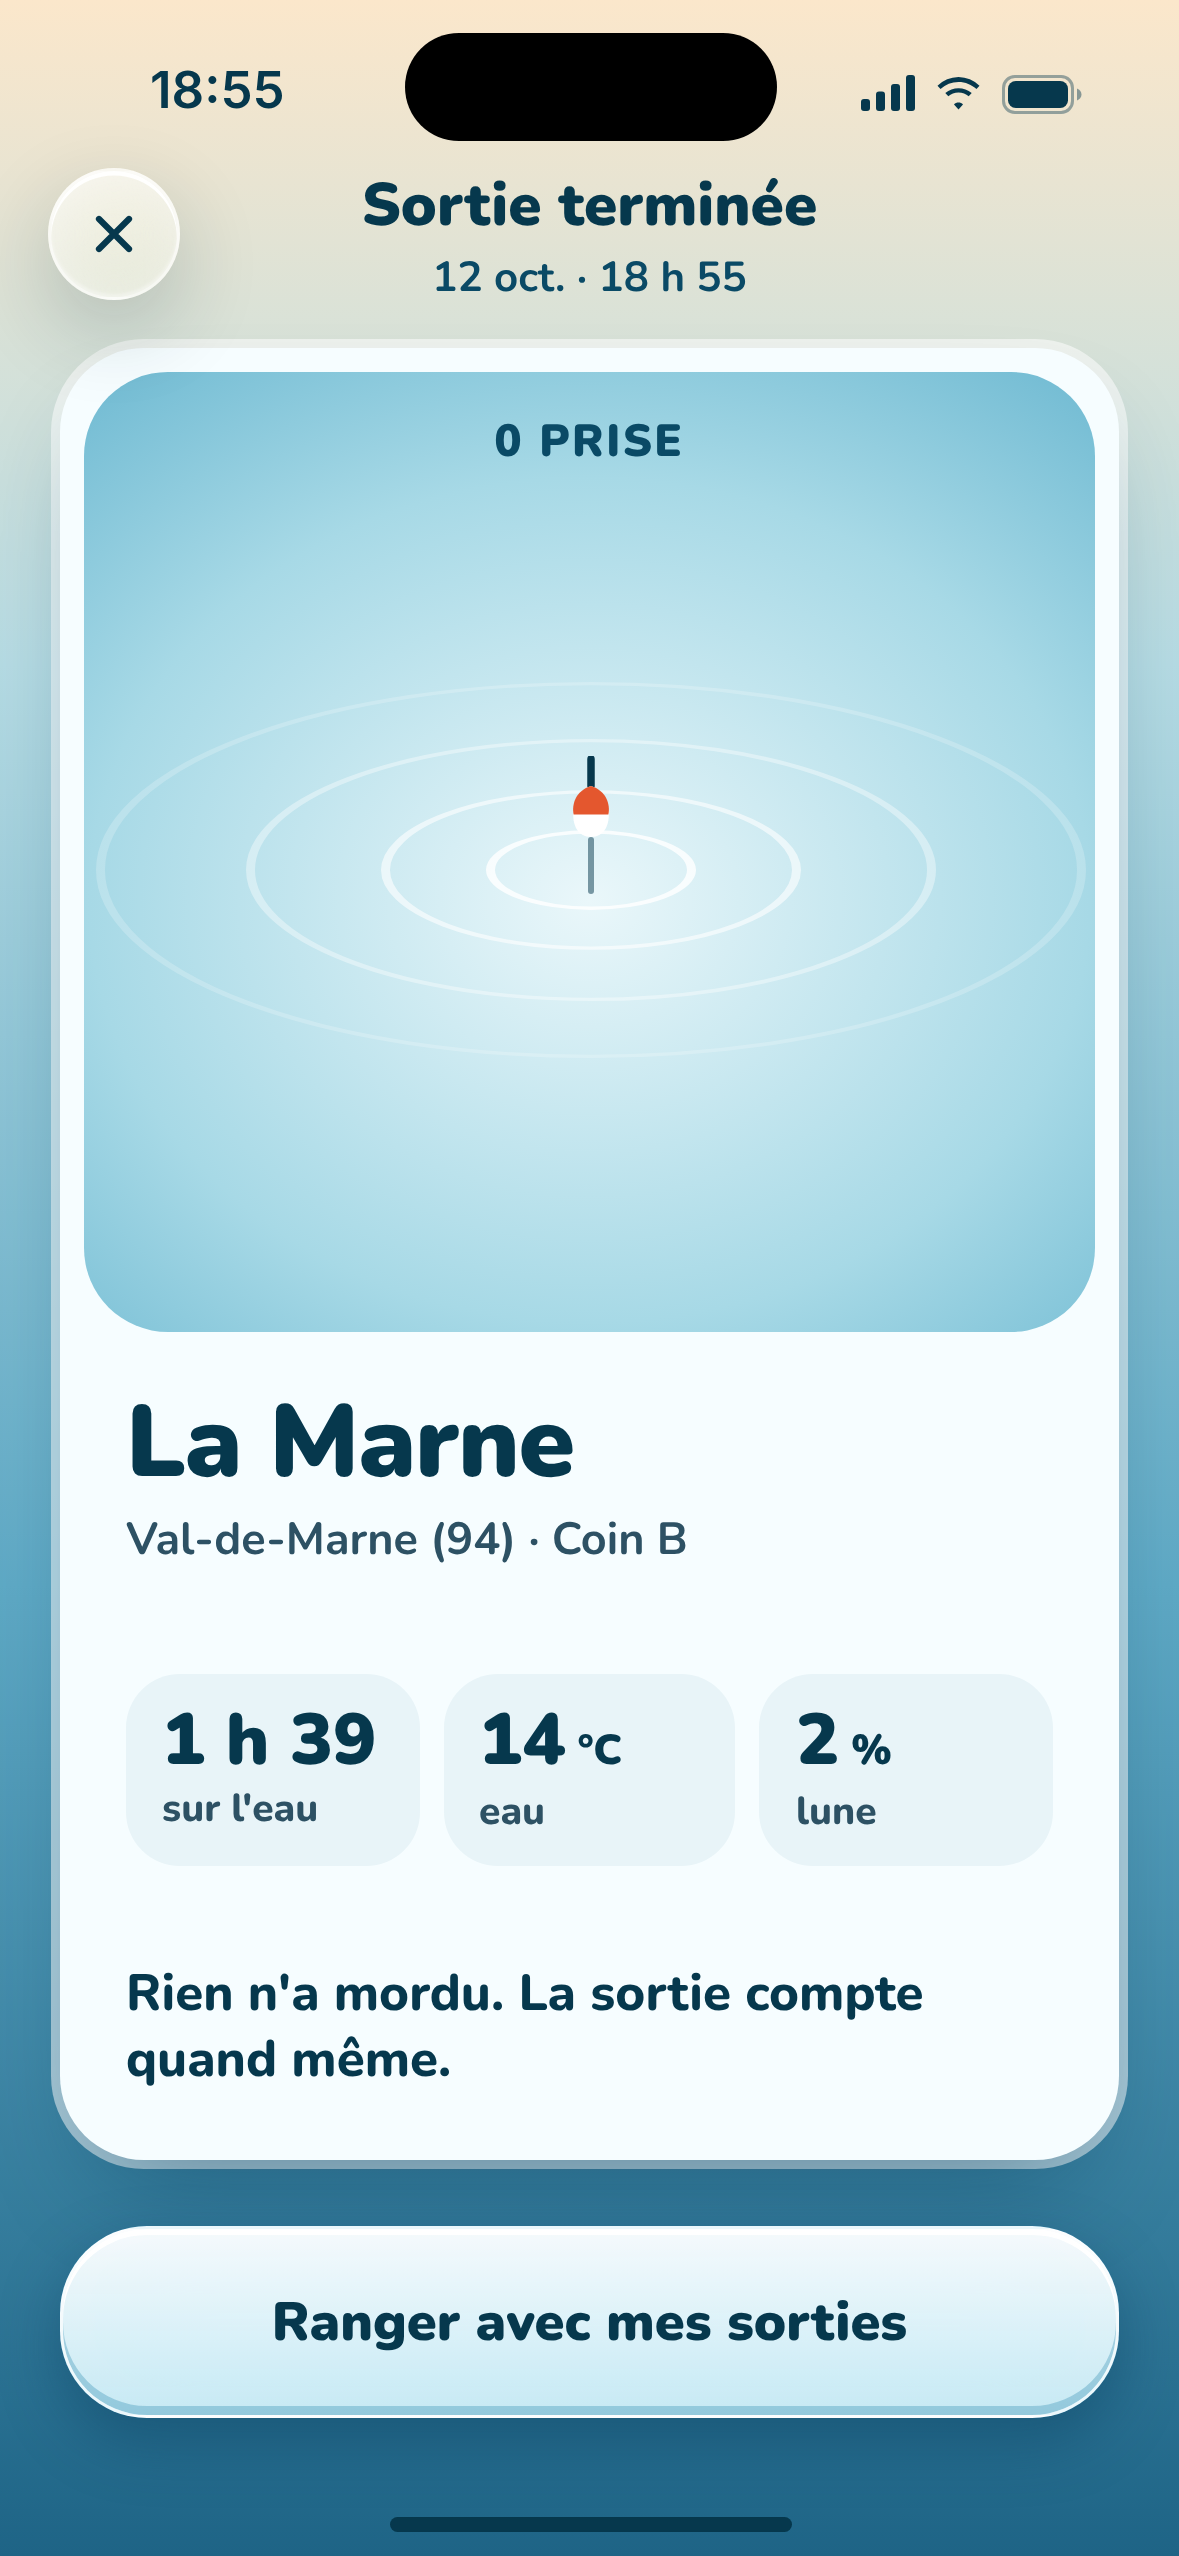 18:55
Sortie terminée
12 oct. · 18 h 55
0 PRISE
La Marne
Val-de-Marne (94) · Coin B
1 h 39
sur l'eau
14 °C
eau
2 %
lune
Rien n'a mordu. La sortie compte
quand même.
Ranger avec mes sorties